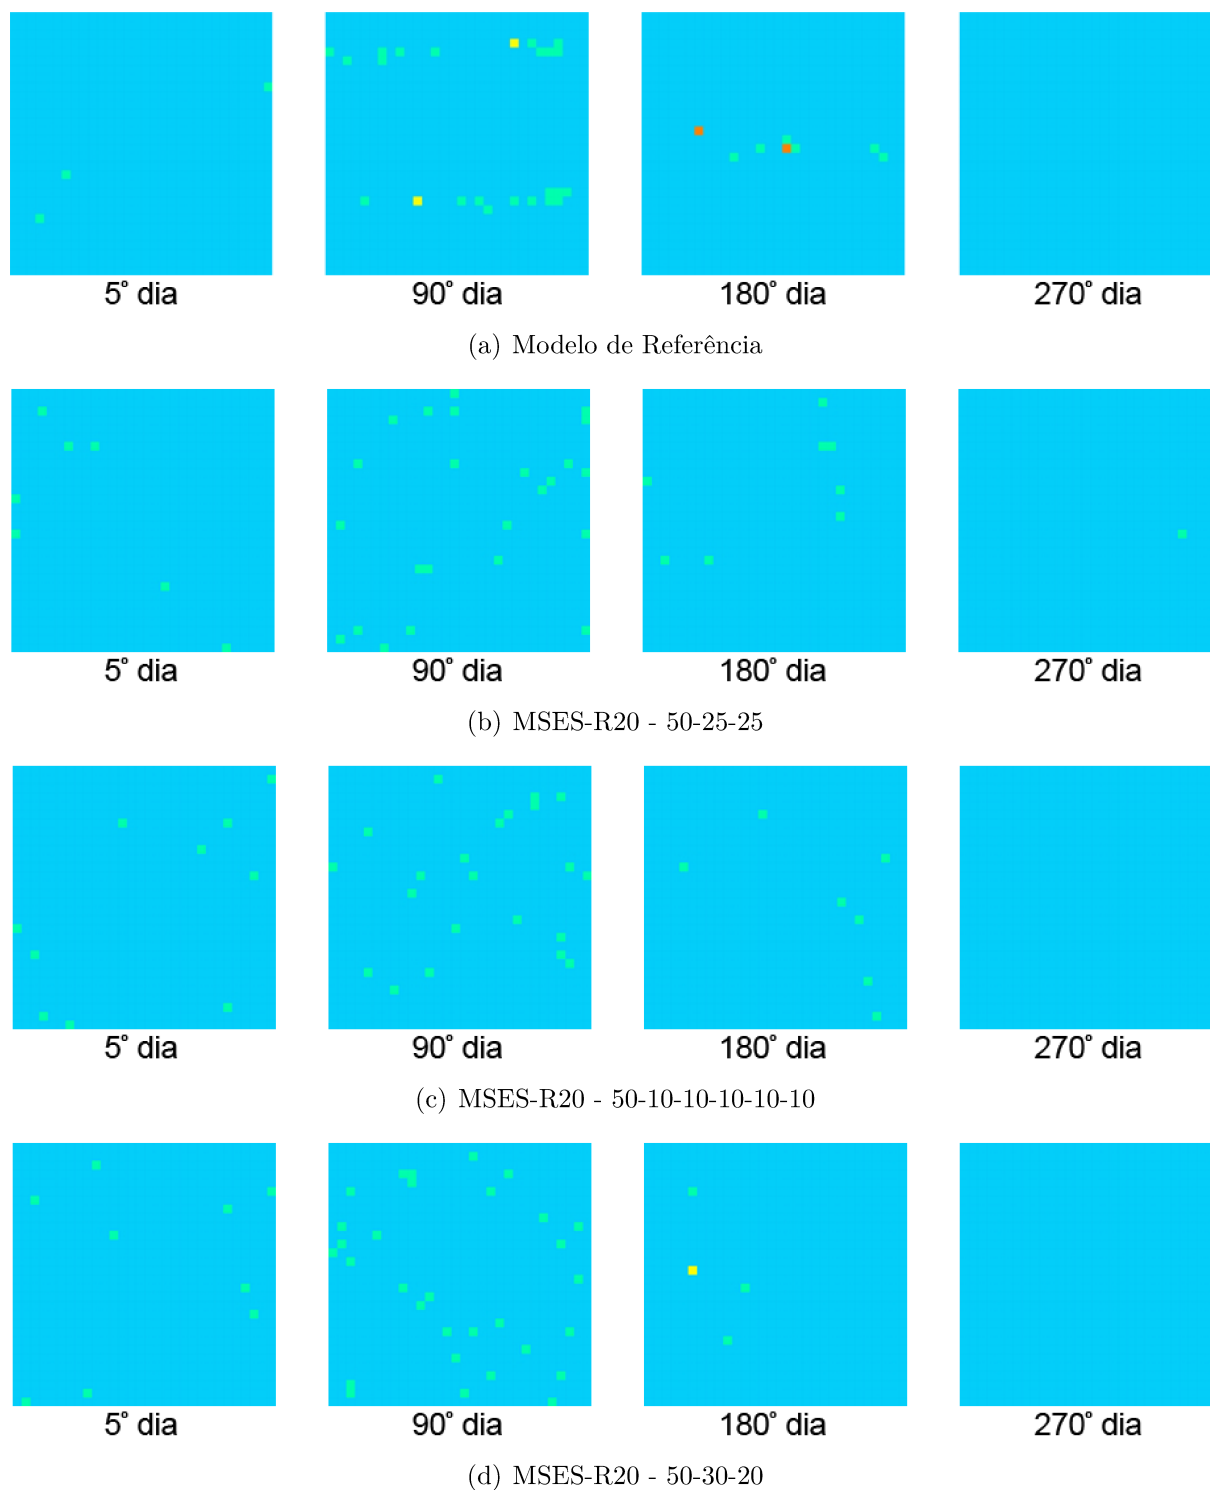 5° dia 90° dia 180° dia 270° dia
(a) Modelo de Referência
5° dia 90° dia 180° dia 270° dia
(b) MSES-R20 - 50-25-25
5° dia 90° dia 180° dia 270° dia
(c) MSES-R20 - 50-10-10-10-10-10
5° dia 90° dia 180° dia 270° dia
(d) MSES-R20 - 50-30-20